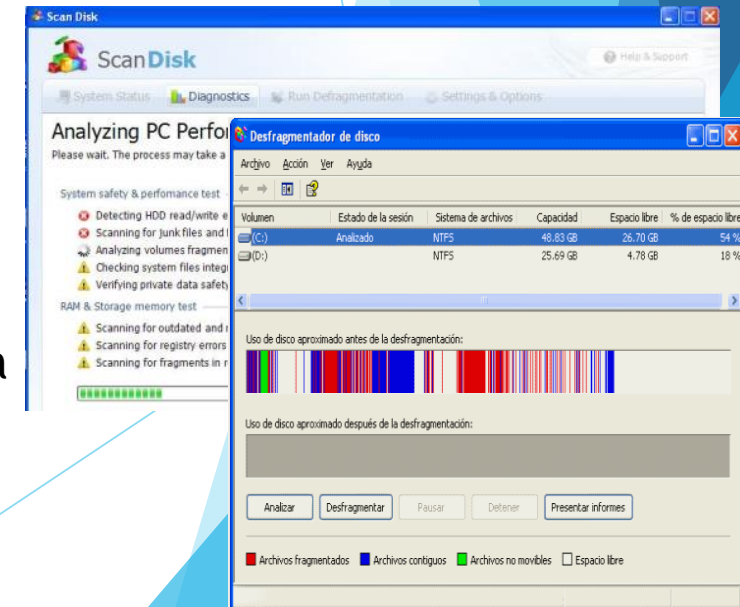 Scan Disk
ScanDisk
Help & Support
System Status Diagnostics Run Defragmentation Settings & Options
Analyzing PC Perfo
Please wait. The process may take a
System safety & perfomance test
Detecting HDD read/write e
Scanning for junk files and
Analyzing volumes fragmen
Checking system files integ
Verifying private data safety
RAM & Storage memory test
Scanning for outdated and
Scanning for registry errors
Scanning for fragments in r
a
Desfragmentador de disco
Archivo Acción Ver Ayuda
Volumen Estado de la sesión Sistema de archivos Capacidad Espacio libre % de espacio libre
(C:) Analizado NTFS 48.83 GB 26.70 GB 54 %
(D:) NTFS 25.69 GB 4.78 GB 18 %
Uso de disco aproximado antes de la desfragmentación:
Uso de disco aproximado después de la desfragmentación:
Analizar Desfragmentar Pausar Detener Presentar informes
Archivos fragmentados Archivos contiguos Archivos no movibles Espacio libre